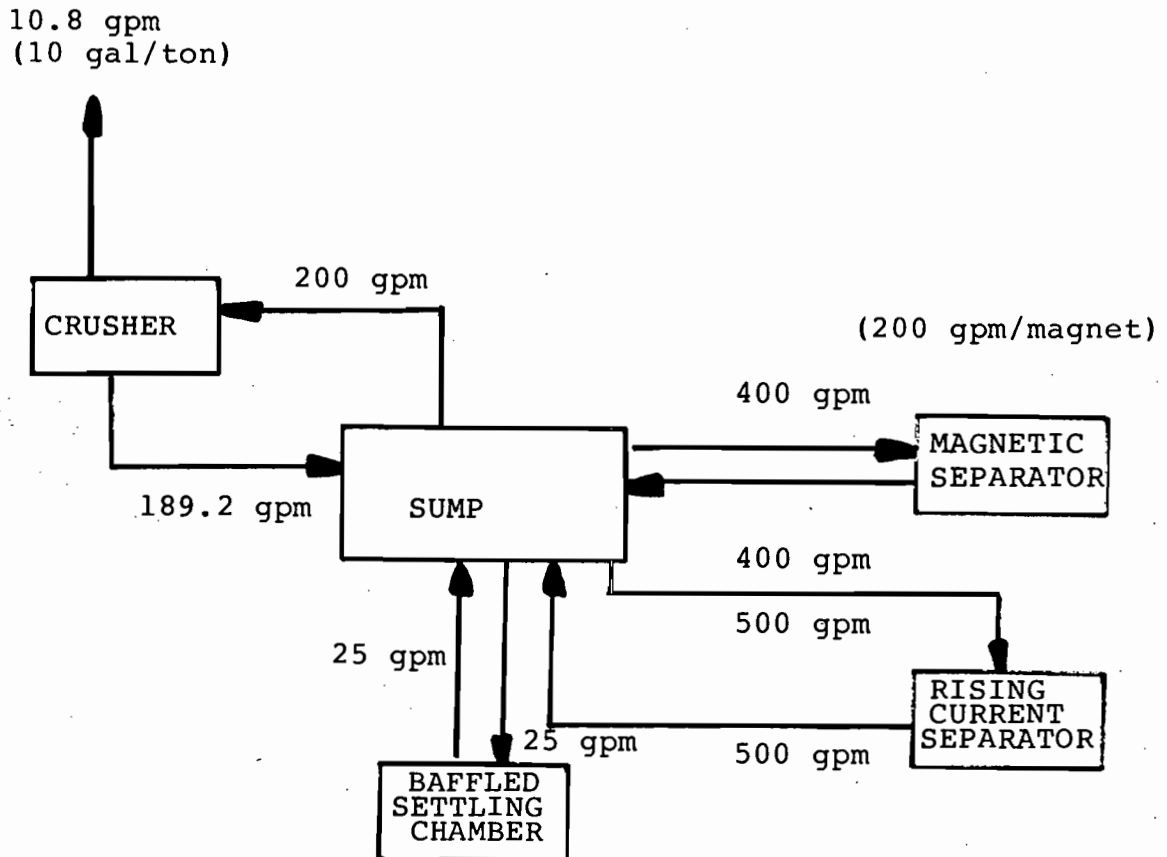 10.8 gpm
(10 gal/ton)
200 gpm
CRUSHER
(200 gpm/magnet)
400 gpm
MAGNETIC
SEPARATOR
189.2 gpm
SUMP
400 gpm
500 gpm
25 gpm
RISING
CURRENT
SEPARATOR
25 gpm
500 gpm
BAFFLED
SETTLING
CHAMBER